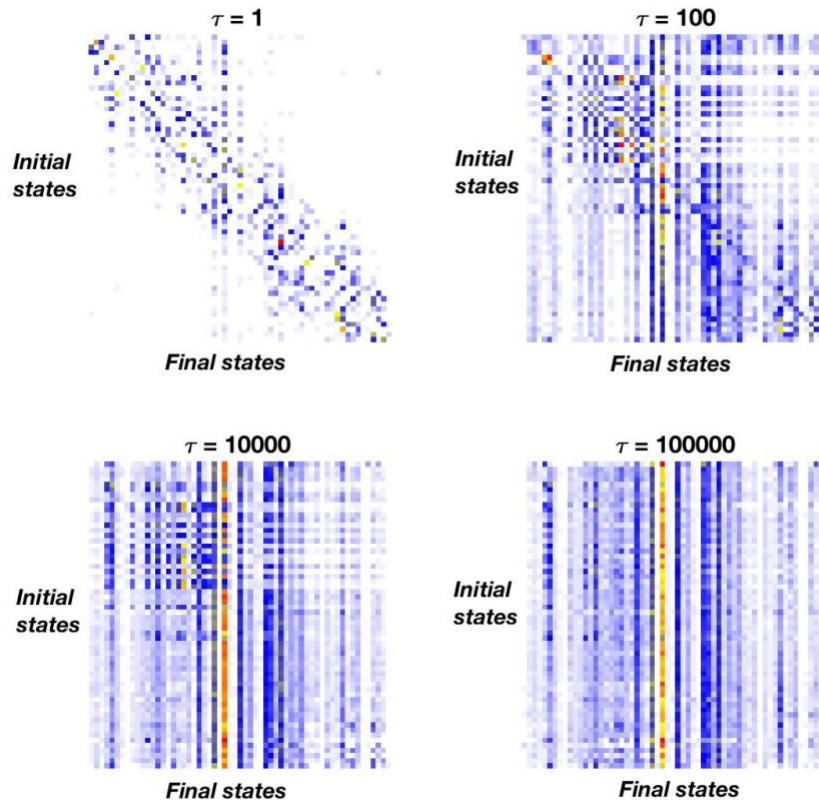 τ = 1
Initial
states
Final states
τ = 100
Initial
states
Final states
τ = 10000
Initial
states
Final states
τ = 100000
Initial
states
Final states